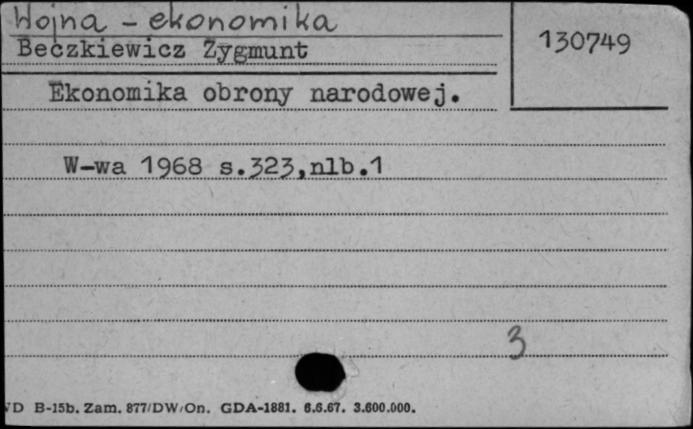 Wojna - ekonomika
Beczkiewicz Zygmunt
130749
Ekonomika obrony narodowej.
W-wa 1968 s.323,nlb.1
3
D B-15b. Zam. 877/DW/On. GDA-1881. 6.6.67. 3.600.000.